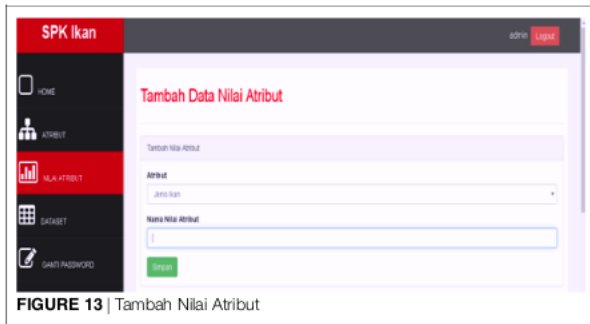 SPK Ikan
admin Logout
HOME
ATRIBUT
NILAI ATRIBUT
DATASET
GANTI PASSWORD
Tambah Data Nilai Atribut
Tambah Nilai Atribut
Atribut
Jenis Ikan
Nama Nilai Atribut
Simpan
FIGURE 13 | Tambah Nilai Atribut